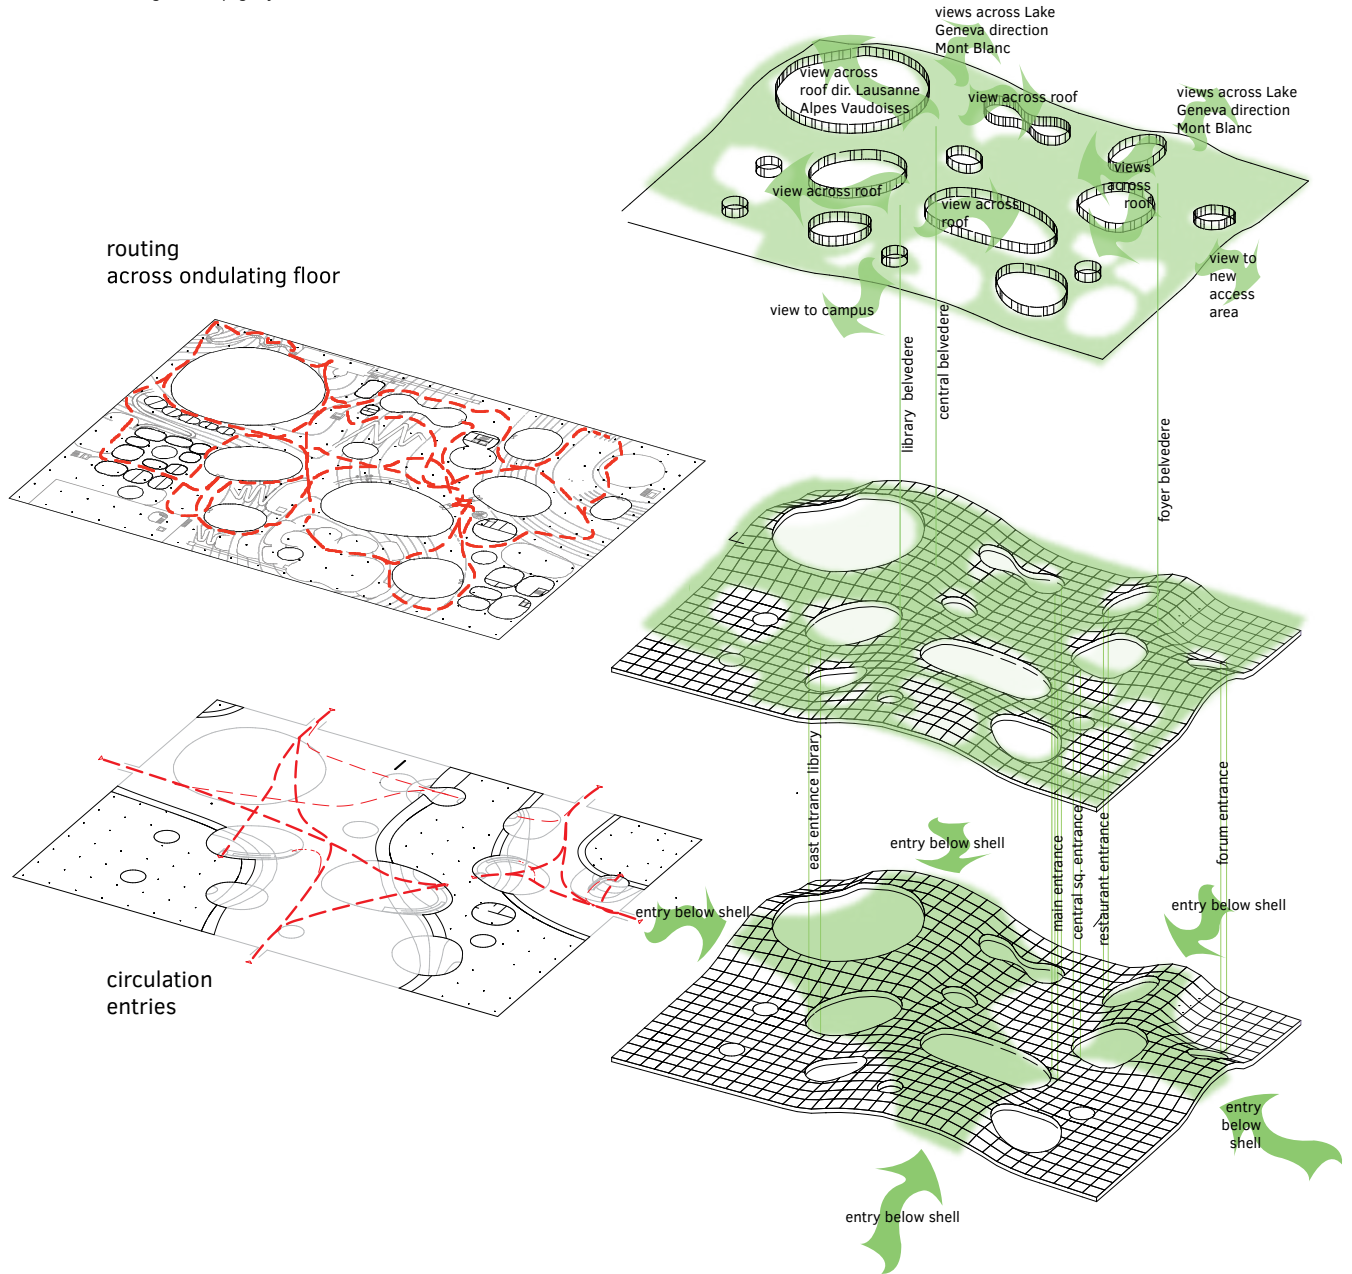 views across Lake
Geneva direction
Mont Blanc
view across
roof dir. Lausanne
Alpes Vaudoises
view across roof
views across Lake
Geneva direction
Mont Blanc
views
across
roof
view across roof
view across
roof
view to
new
access
area
view to campus
routing
across ondulating floor
library belvedere
central belvedere
foyer belvedere
east entrance library
main entrance
central sq. entrance
restaurant entrance
forum entrance
entry below shell
entry below shell
entry below shell
circulation
entries
entry
below
shell
entry below shell